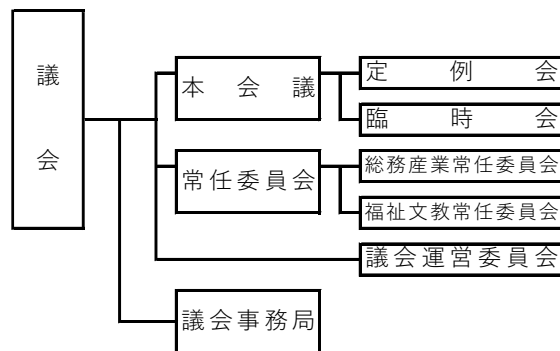 議会
本会議
定例会
臨時会
常任委員会
総務産業常任委員会
福祉文教常任委員会
議会運営委員会
議会事務局